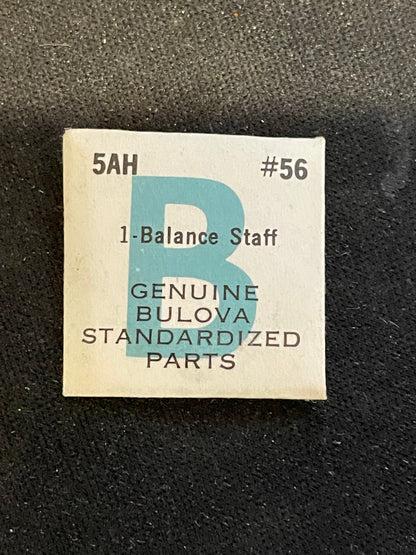 5AH #56
B
1-Balance Staff
GENUINE
BULOVA
STANDARDIZED
PARTS